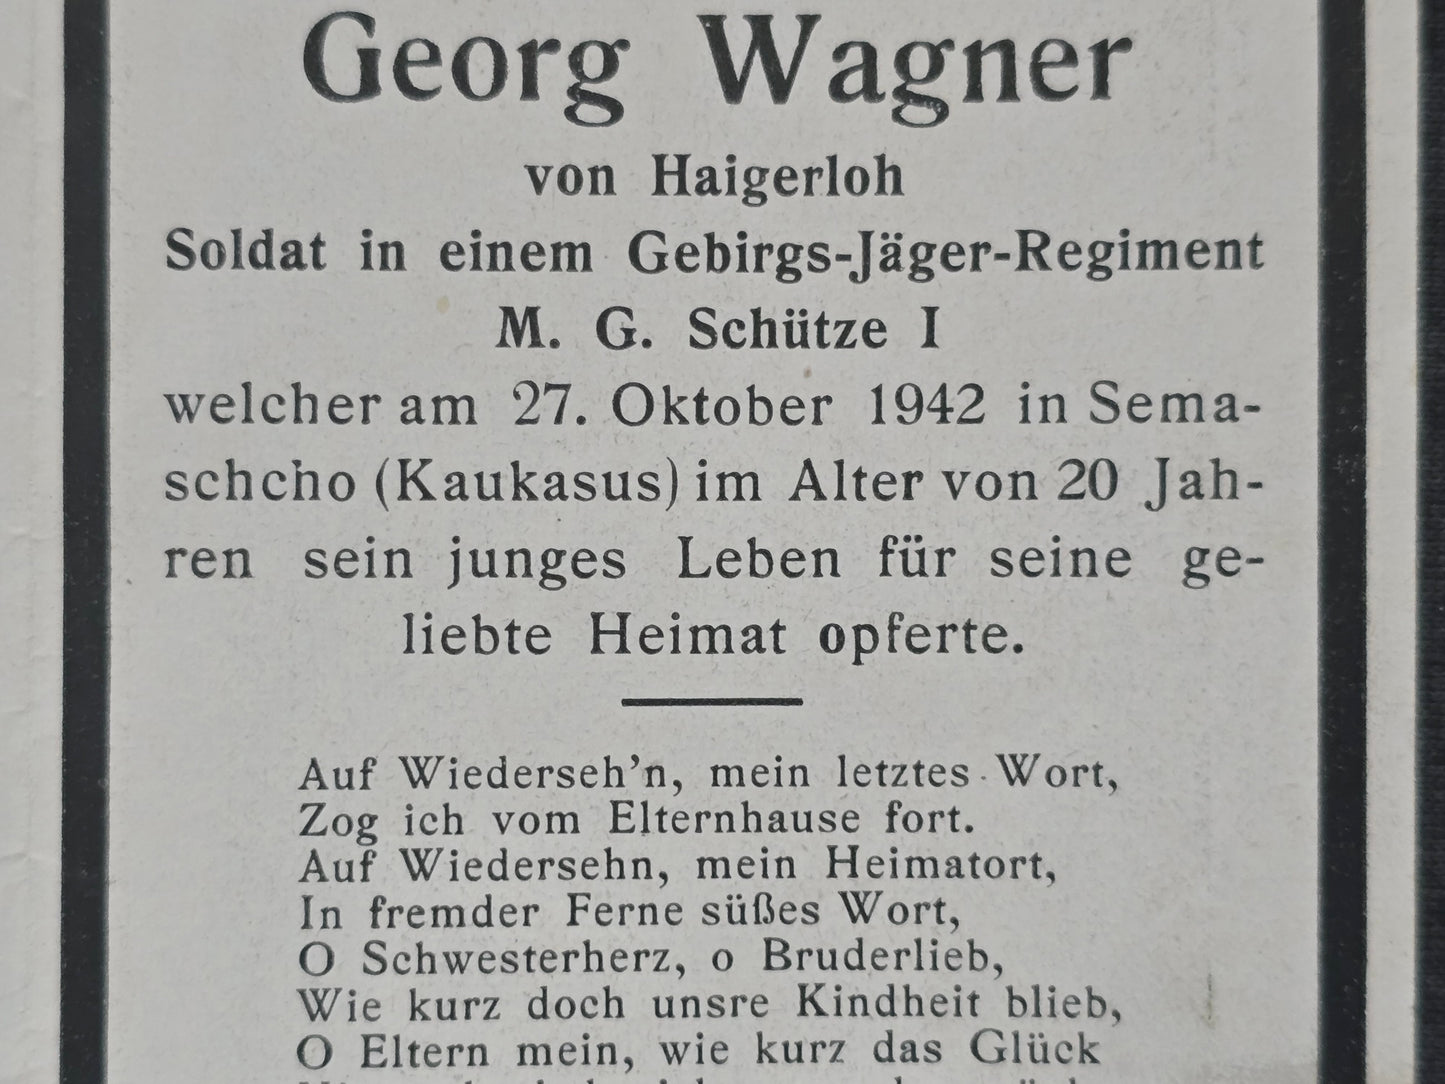 Georg Wagner
von Haigerloh
Soldat in einem Gebirgs-Jäger-Regiment
M. G. Schütze I
welcher am 27. Oktober 1942 in Sema-
schcho (Kaukasus) im Alter von 20 Jah-
ren sein junges Leben für seine ge-
liebte Heimat opferte.
Auf Wiederseh'n, mein letztes Wort,
Zog ich vom Elternhause fort.
Auf Wiedersehn, mein Heimatort,
In fremder Ferne süßes Wort,
O Schwesterherz, o Bruderlieb,
Wie kurz doch unsre Kindheit blieb,
O Eltern mein, wie kurz das Glück